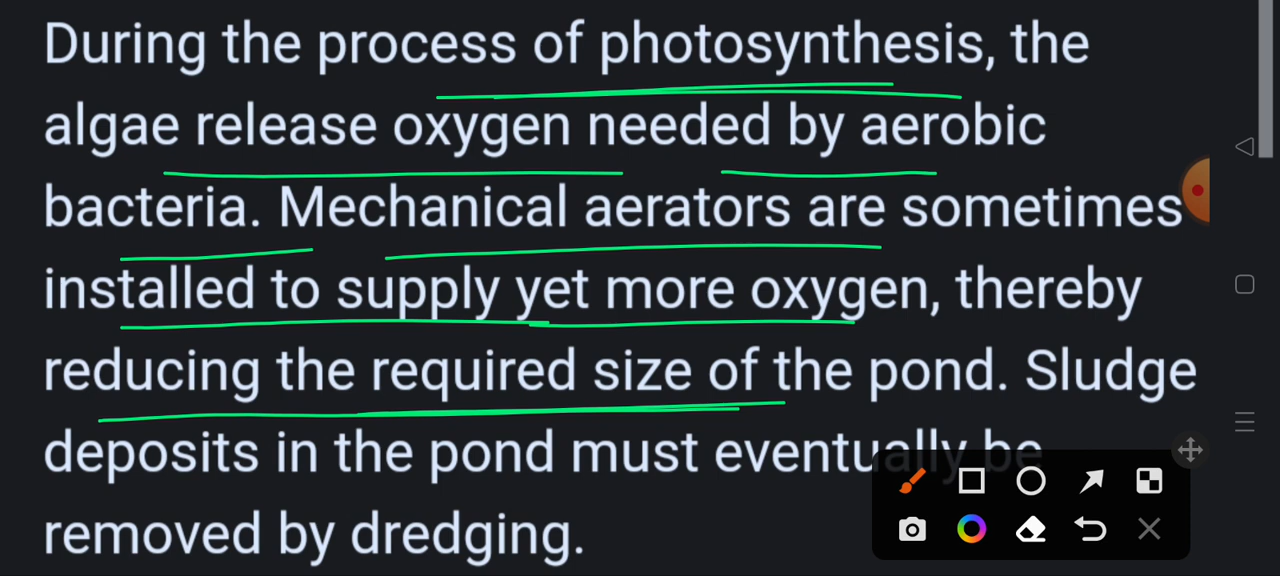 During the process of photosynthesis, the
algae release oxygen needed by aerobic
bacteria. Mechanical aerators are sometimes
installed to supply yet more oxygen, thereby
reducing the required size of the pond. Sludge
deposits in the pond must eventually be
removed by dredging.